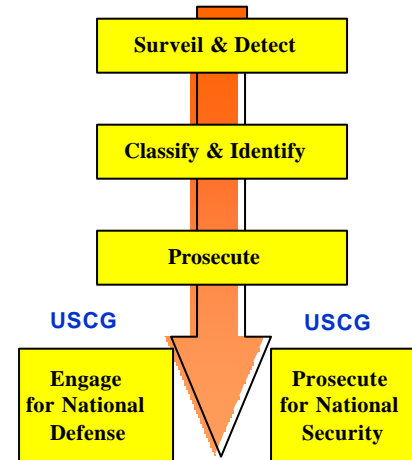 Surveil & Detect
Classify & Identify
Prosecute
USCG
USCG
Engage
for National
Defense
Prosecute
for National
Security